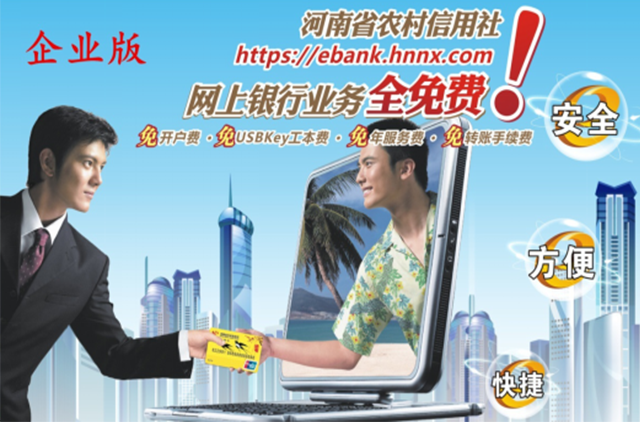 企业版
河南省农村信用社
https://ebank.hnnx.com
网上银行业务全免费!
免开户费·免USBKey工本费·免年服务费·免转账手续费
安全
方便
快捷